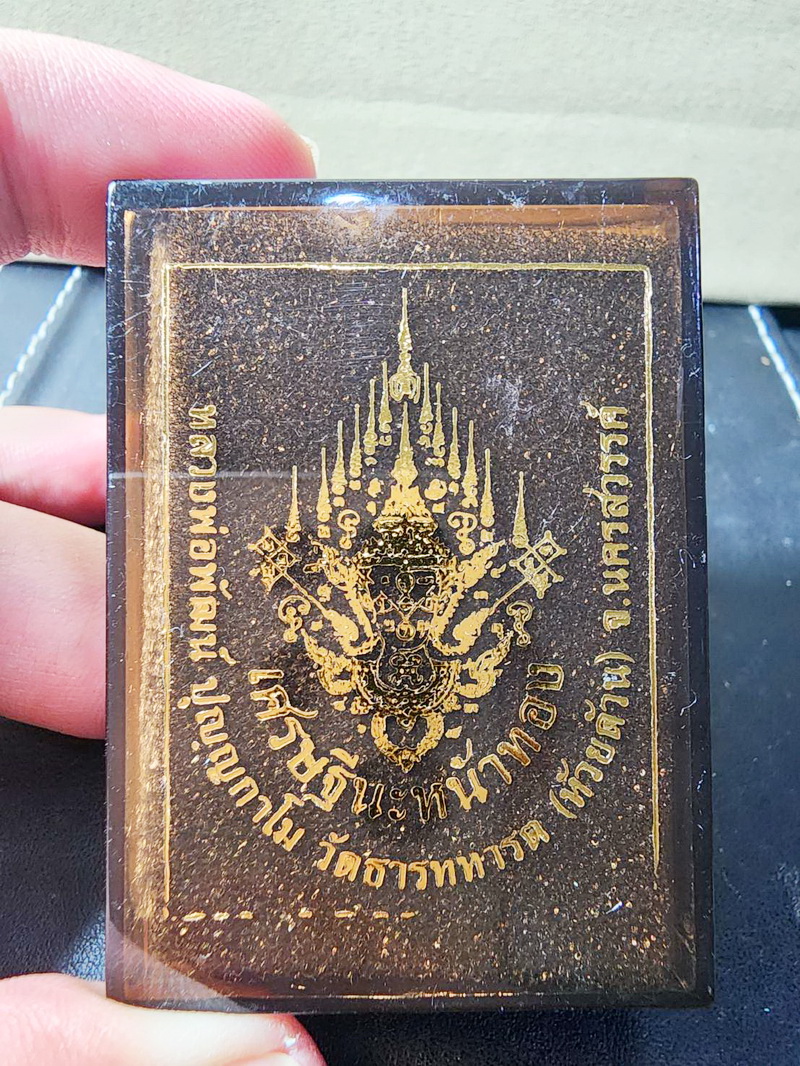 เศรษฐีนะหน้าทอง
หลวงพ่อพัฒน์ ปุญญกาโม วัดธารทหาร (ห้วยด้วน) จ.นครสวรรค์